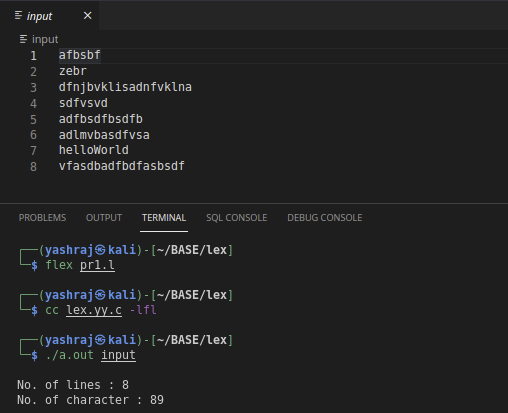 input
input
1 afbsbf
2 zebr
3 dfnjbvklisadnfvklna
4 sdfvsvd
5 adfbsdfbsdfb
6 adlmvbasdfvsa
7 helloWorld
8 vfasdbadfbdfasbsdf
PROBLEMS OUTPUT TERMINAL SQL CONSOLE DEBUG CONSOLE
┌──(yashraj㉿kali)-[~/BASE/lex]
└─$ flex pr1.l
┌──(yashraj㉿kali)-[~/BASE/lex]
└─$ cc lex.yy.c -lfl
┌──(yashraj㉿kali)-[~/BASE/lex]
└─$ ./a.out input
No. of lines : 8
No. of character : 89